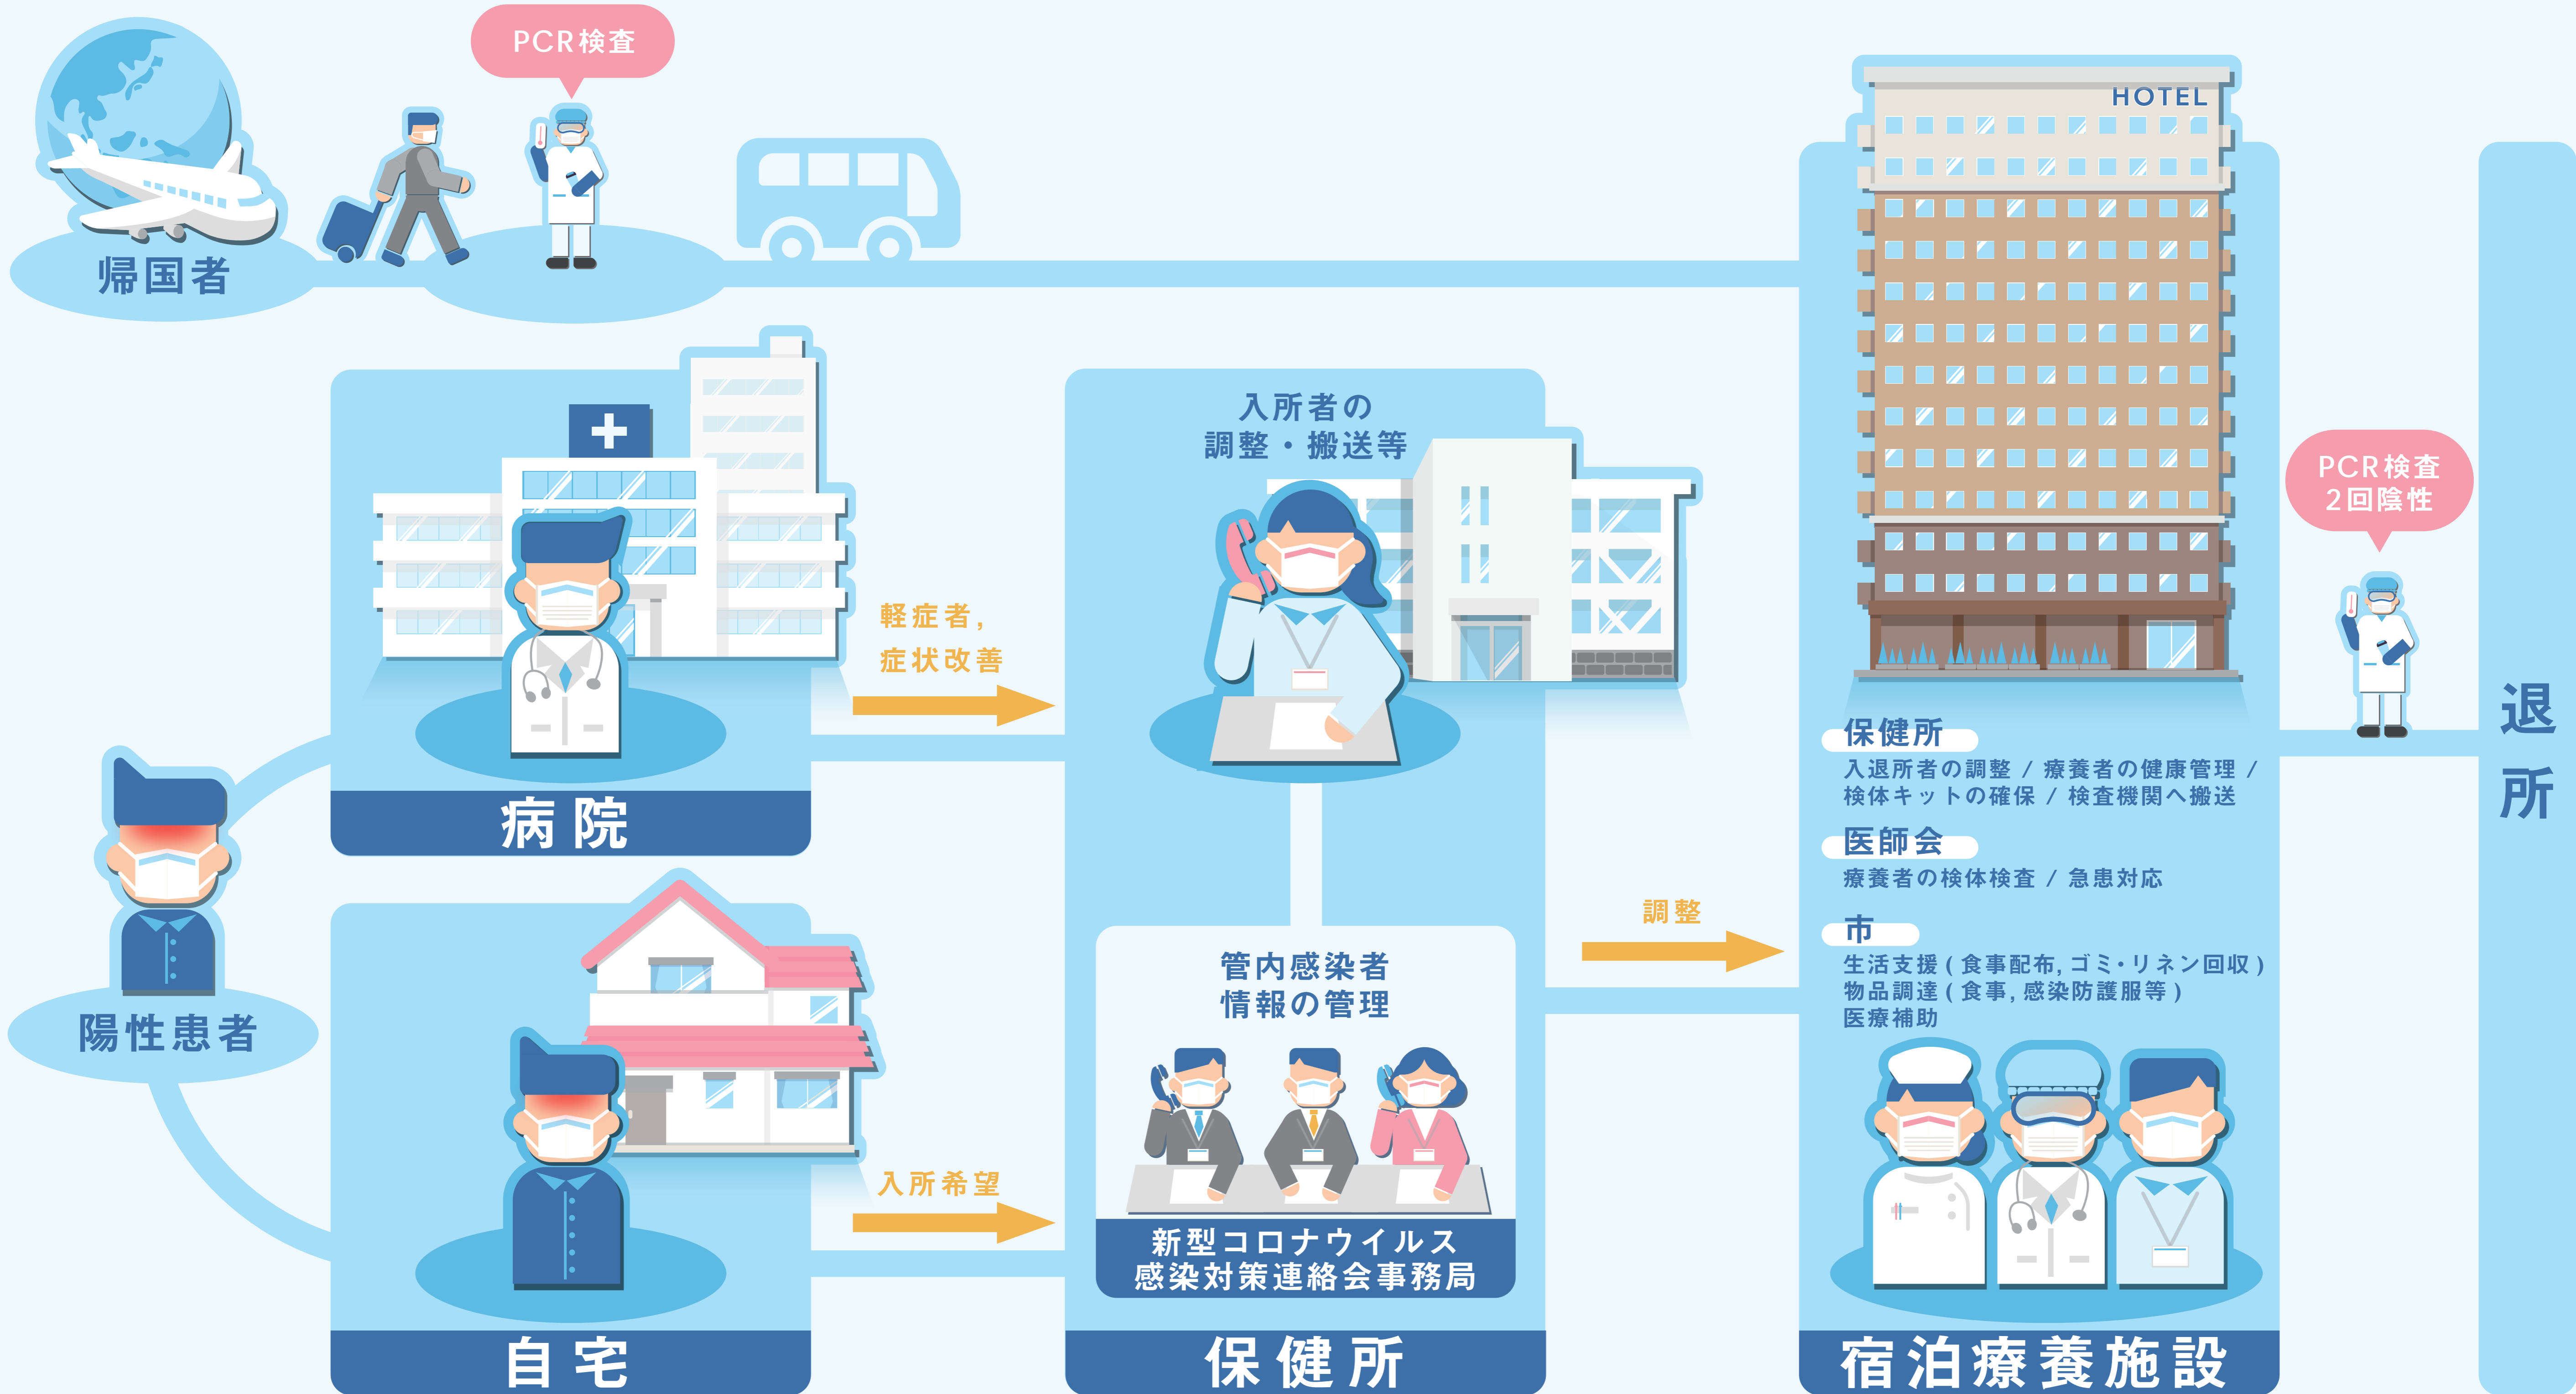 PCR検査
帰国者
HOTEL
入所者の
調整・搬送等
軽症者,
症状改善
病院
陽性患者
自宅
入所希望
管内感染者
情報の管理
新型コロナウイルス
感染対策連絡会事務局
保健所
調整
保健所
入退所者の調整 / 療養者の健康管理 /
検体キットの確保 / 検査機関へ搬送
医師会
療養者の検体検査 / 急患対応
市
生活支援 ( 食事配布, ゴミ・リネン回収 )
物品調達 ( 食事, 感染防護服等 )
医療補助
宿泊療養施設
PCR検査
2回陰性
退所